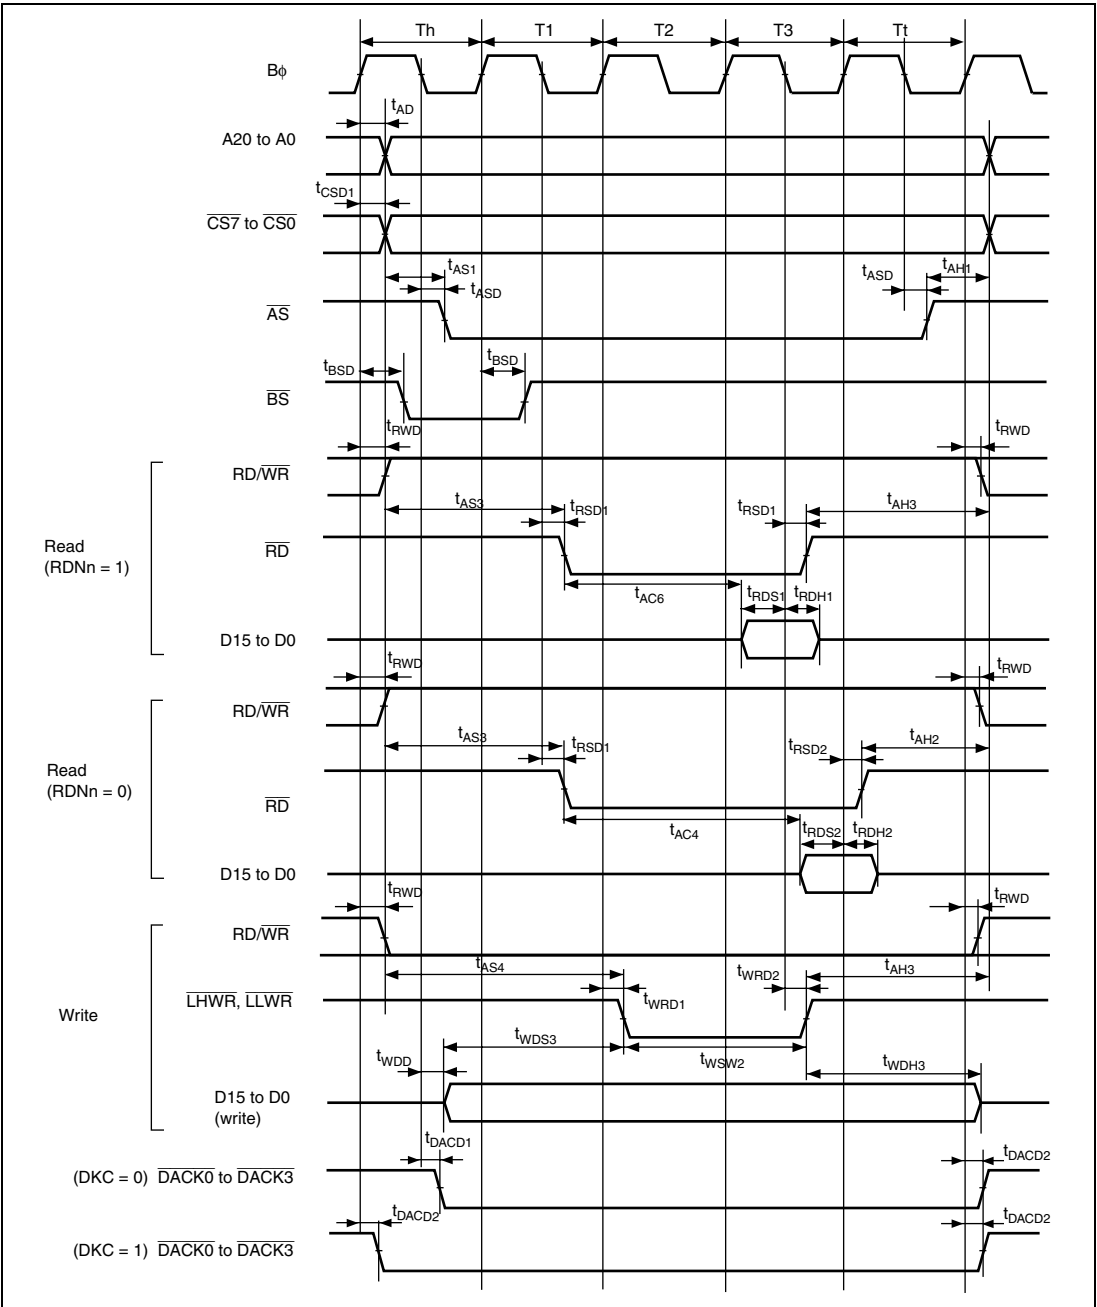 Th T1 T2 T3 Tt
Bϕ
tAD
A20 to A0
tCSD1
CS7 to CS0
tAS1 tASD tASD tAH1
AS
tBSD tBSD
BS
tRWD tRWD
RD/WR
tAS3 tRSD1 tRSD1 tAH3
Read
(RDNn = 1)
RD
tAC6 tRDS1 tRDH1
D15 to D0
tRWD tRWD
RD/WR
tAS3 tRSD1 tRSD2 tAH2
Read
(RDNn = 0)
RD
tAC4 tRDS2 tRDH2
D15 to D0
tRWD tRWD
RD/WR
tAS4 tWRD2 tAH3
Write
LHWR, LLWR
tWRD1
tWDD tWDS3 tWSW2 tWDH3
D15 to D0
(write)
tDACD1 tDACD2
(DKC = 0) DACK0 to DACK3
tDACD2 tDACD2
(DKC = 1) DACK0 to DACK3